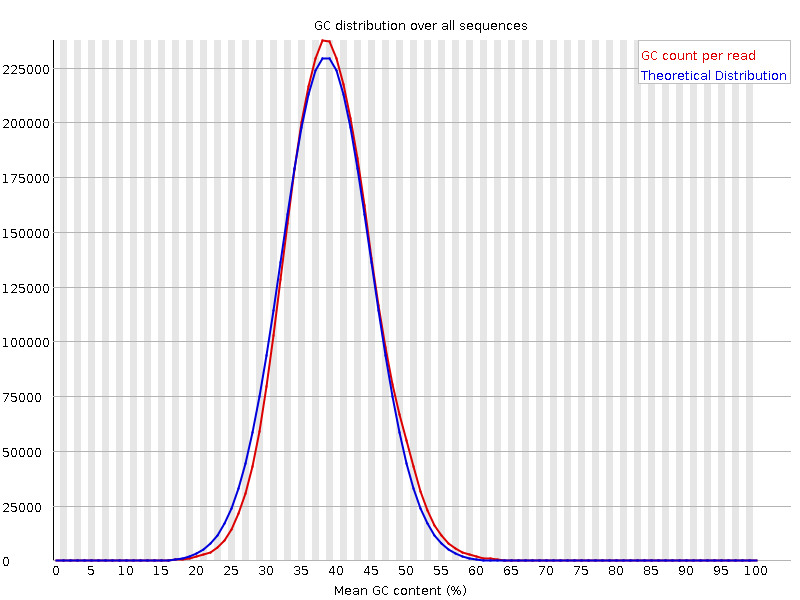 GC distribution over all sequences
GC count per read
Theoretical Distribution
225000
200000
175000
150000
125000
100000
75000
50000
25000
0
0 5 10 15 20 25 30 35 40 45 50 55 60 65 70 75 80 85 90 95 100
Mean GC content (%)